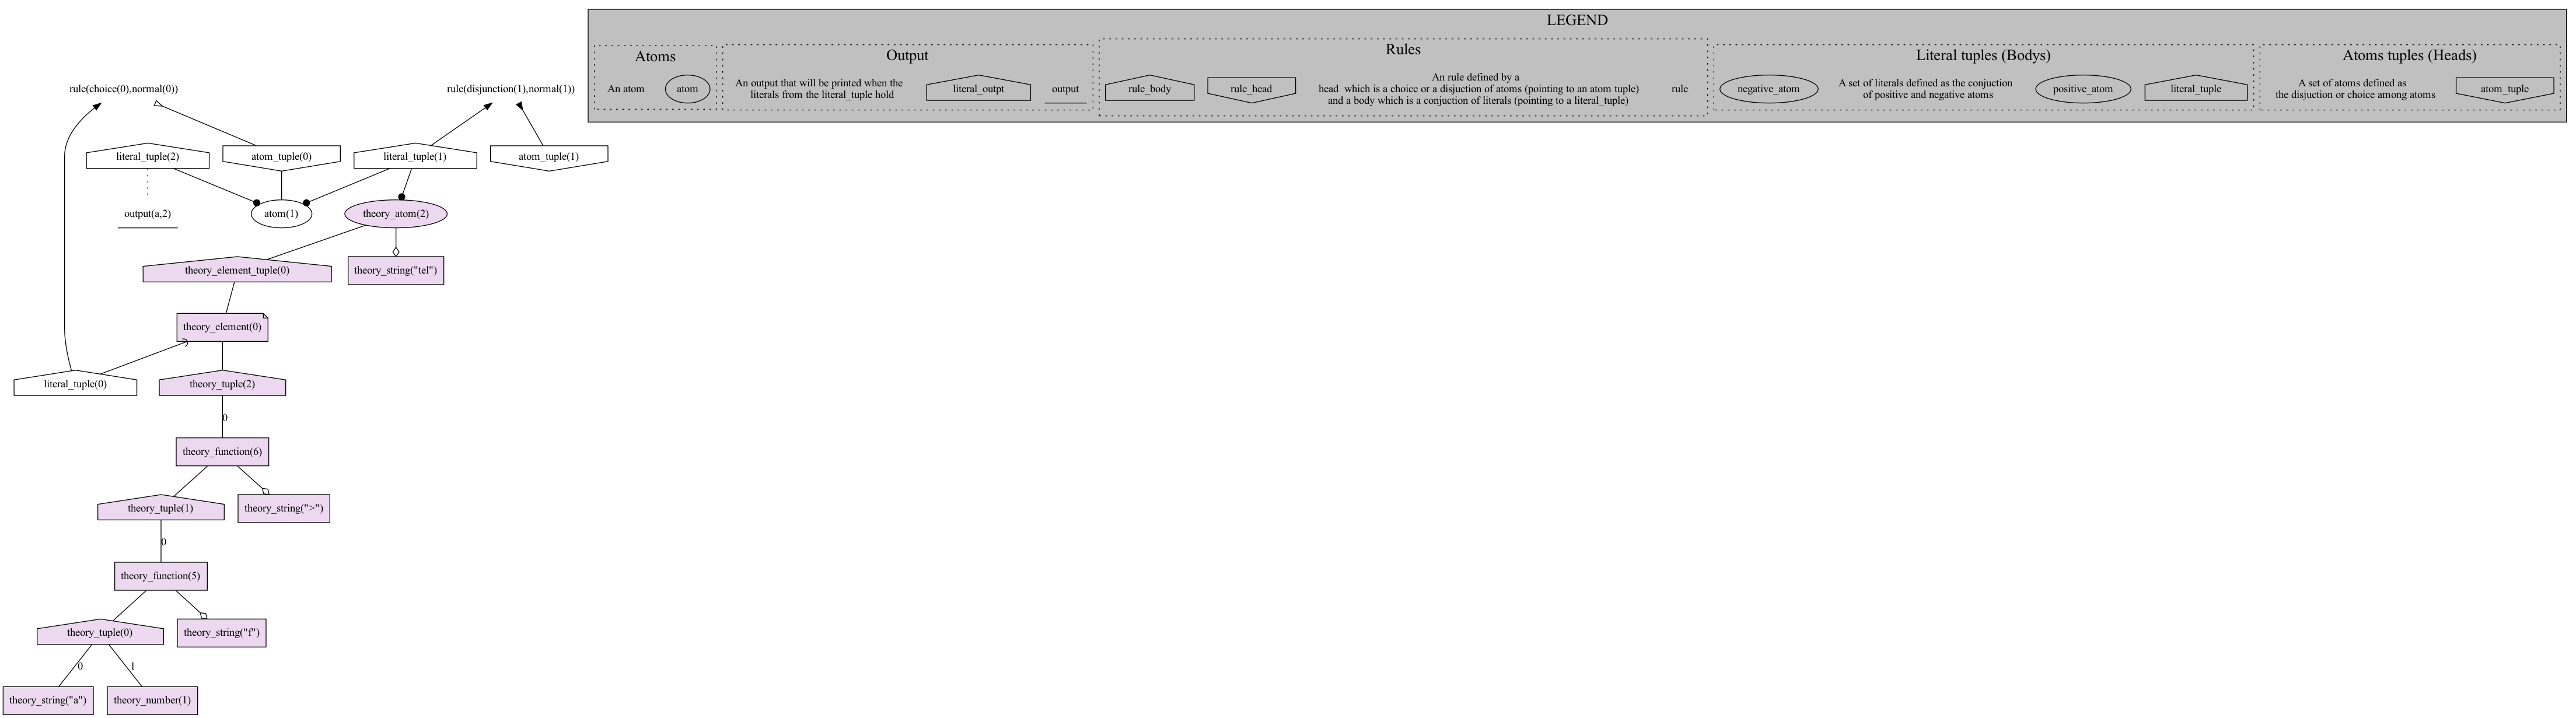 LEGEND
Atoms
An atom
atom
Output
An output that will be printed when the
literals from the literal_tuple hold
literal_outpt
output
Rules
rule_body
rule_head
An rule defined by a
head  which is a choice or a disjuction of atoms (pointing to an atom tuple)
and a body which is a conjuction of literals (pointing to a literal_tuple)
rule
Literal tuples (Bodys)
negative_atom
A set of literals defined as the conjuction
of positive and negative atoms
positive_atom
literal_tuple
Atoms tuples (Heads)
A set of atoms defined as
the disjuction or choice among atoms
atom_tuple
rule(choice(0),normal(0))
rule(disjunction(1),normal(1))
literal_tuple(2)
atom_tuple(0)
literal_tuple(1)
atom_tuple(1)
output(a,2)
atom(1)
theory_atom(2)
theory_element_tuple(0)
theory_string("tel")
theory_element(0)
literal_tuple(0)
theory_tuple(2)
0
theory_function(6)
theory_tuple(1)
theory_string(">")
0
theory_function(5)
theory_tuple(0)
theory_string("f")
0
1
theory_string("a")
theory_number(1)